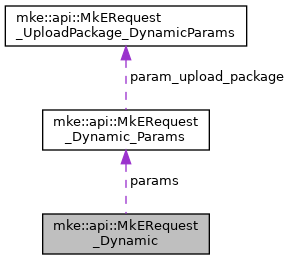 mke::api::MkERequest
_UploadPackage_DynamicParams
param_upload_package
mke::api::MkERequest
_Dynamic_Params
params
mke::api::MkERequest
_Dynamic